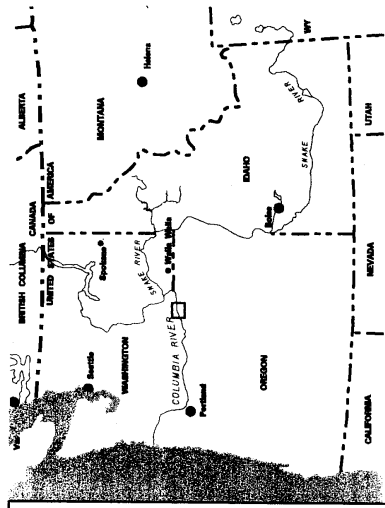 ALBERTA
BRITISH COLUMBIA
CANADA
UNITED STATES OF AMERICA
MONTANA
Helena
Spokane
Seattle
WASHINGTON
SNAKE RIVER
Walla Walla
COLUMBIA RIVER
Portland
OREGON
IDAHO
Boise
SNAKE RIVER
WY
CALIFORNIA
NEVADA
UTAH